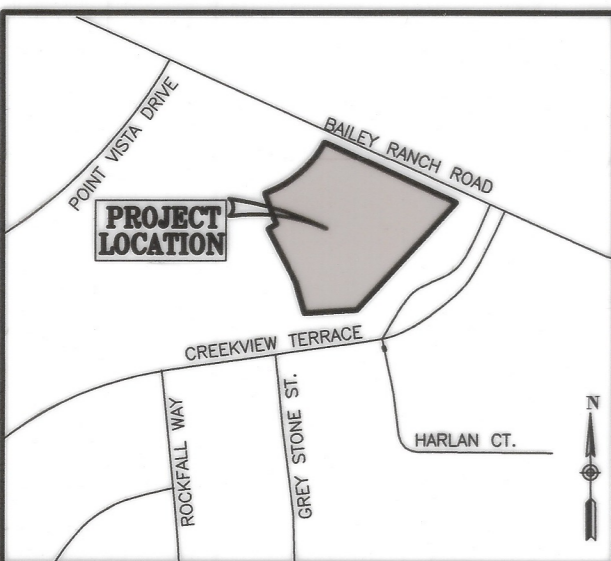 POINT VISTA DRIVE
BAILEY RANCH ROAD
PROJECT
LOCATION
CREEKVIEW TERRACE
ROCKFALL WAY
GREY STONE ST.
HARLAN CT.
N